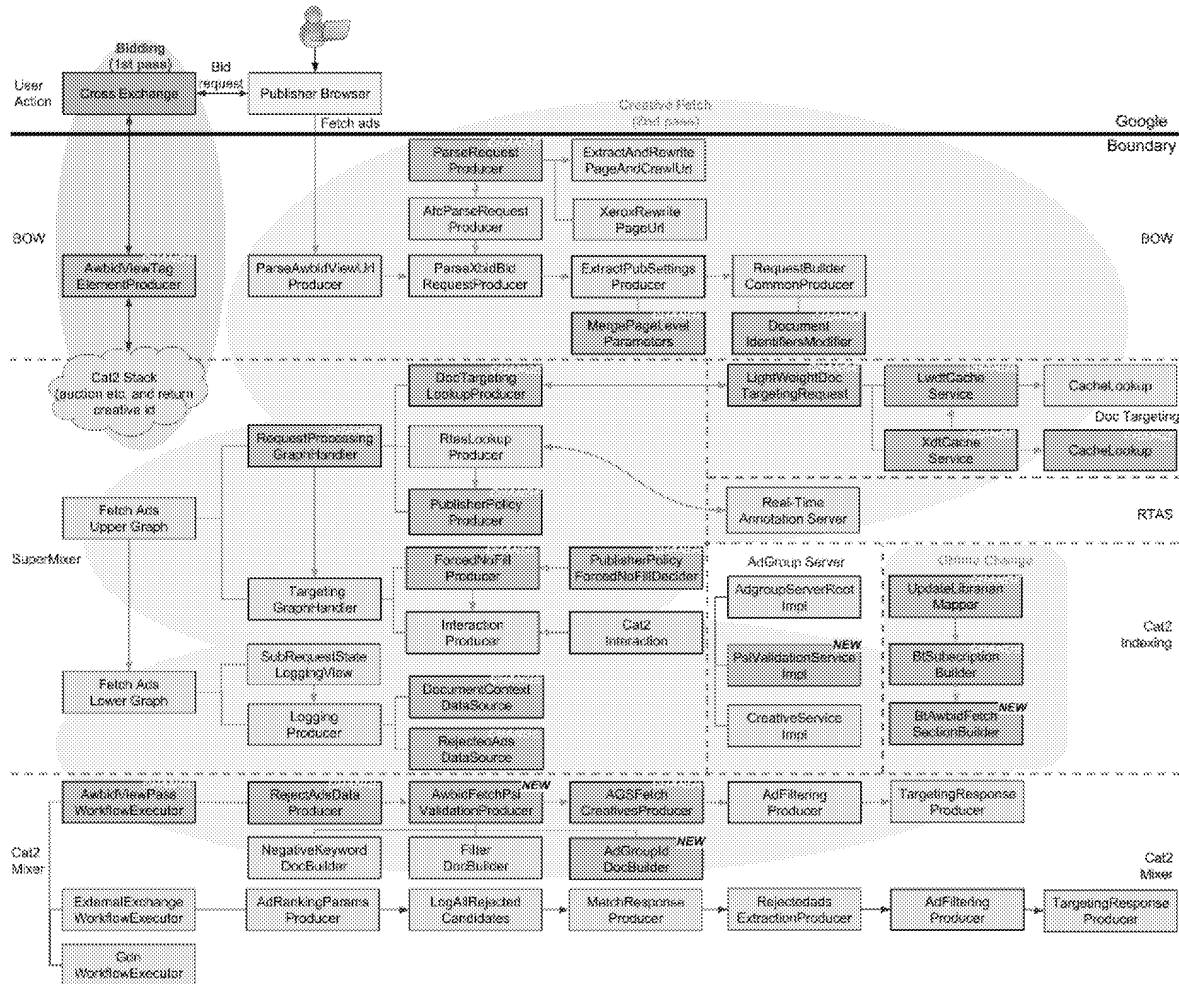 Bidding
(1st pass)
User
Action
Cross Exchange
Bid
request
Publisher Browser
Fetch ads
Creative Fetch
(2nd pass)
Google
Boundary
ParseRequest
Producer
ExtractAndRewrite
PageAndCrawlUrl
AfcParseRequest
Producer
XeroxRewrite
PageUrl
BOW
BOW
AwbidViewTag
ElementProducer
ParseAwbidViewUrl
Producer
ParseXbidBid
RequestProducer
ExtractPubSettings
Producer
RequestBuilder
CommonProducer
MergePageLevel
Parameters
Document
IdentifiersModifier
Cat2 Stack
(auction etc. and return
creative id
DocTargeting
LookupProducer
LightWeightDoc
TargetingRequest
LwdtCache
Service
CacheLookup
Doc Targeting
RequestProcessing
GraphHandler
RtasLookup
Producer
XdtCache
Service
CacheLookup
PublisherPolicy
Producer
Real-Time
Annotation Server
RTAS
Fetch Ads
Upper Graph
SuperMixer
ForcedNoFill
Producer
PublisherPolicy
ForcedNoFillDecider
AdGroup Server
Offline Change
Targeting
GraphHandler
AdgroupServerRoot
Impl
UpdateLibrarian
Mapper
Interaction
Producer
Cat2
Interaction
Cat2
Indexing
NEW
PsiValidationService
Impl
BtSubscription
Builder
SubRequestState
LoggingView
Fetch Ads
Lower Graph
DocumentContext
DataSource
Logging
Producer
CreativeService
Impl
NEW
BtAwbidFetch
SectionBuilder
RejectedAds
DataSource
AwbidViewPass
WorkflowExecutor
RejectAdsData
Producer
NEW
AwbidFetchPsi
ValidationProducer
AGSFetch
CreativesProducer
AdFiltering
Producer
TargetingResponse
Producer
Cat2
Mixer
NegativeKeyword
DocBuilder
Filter
DocBuilder
NEW
AdGroupId
DocBuilder
Cat2
Mixer
ExternalExchange
WorkflowExecutor
AdRankingParams
Producer
LogAllRejected
Candidates
MatchResponse
Producer
Rejectedads
ExtractionProducer
AdFiltering
Producer
TargetingResponse
Producer
Gcn
WorkflowExecutor